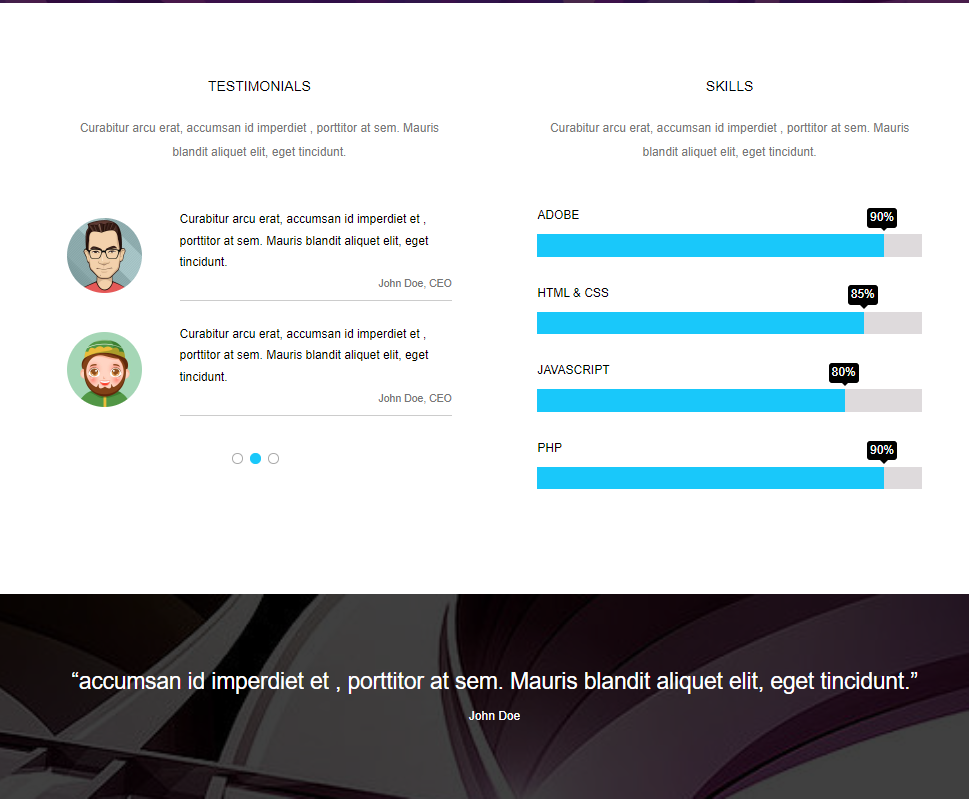 TESTIMONIALS
Curabitur arcu erat, accumsan id imperdiet , porttitor at sem. Mauris
blandit aliquet elit, eget tincidunt.
Curabitur arcu erat, accumsan id imperdiet et ,
porttitor at sem. Mauris blandit aliquet elit, eget
tincidunt.
John Doe, CEO
Curabitur arcu erat, accumsan id imperdiet et ,
porttitor at sem. Mauris blandit aliquet elit, eget
tincidunt.
John Doe, CEO
SKILLS
Curabitur arcu erat, accumsan id imperdiet , porttitor at sem. Mauris
blandit aliquet elit, eget tincidunt.
ADOBE
90%
HTML & CSS
85%
JAVASCRIPT
80%
PHP
90%
“accumsan id imperdiet et , porttitor at sem. Mauris blandit aliquet elit, eget tincidunt.”
John Doe